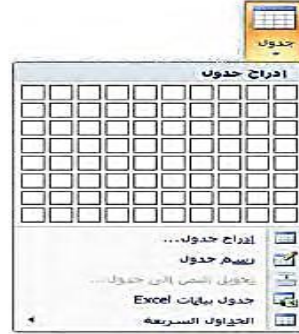 جدول
إدراج جدول
إدراج جدول...
رسم جدول
تحويل النص إلى جدول...
جدول بيانات Excel
الجداول السريعة